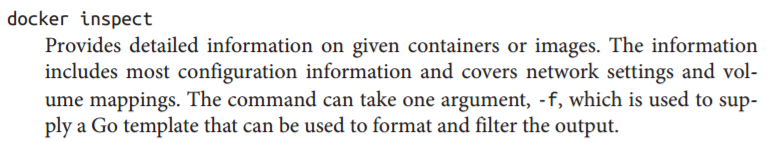 docker inspect
Provides detailed information on given containers or images. The information
includes most configuration information and covers network settings and vol-
ume mappings. The command can take one argument, -f, which is used to sup-
ply a Go template that can be used to format and filter the output.